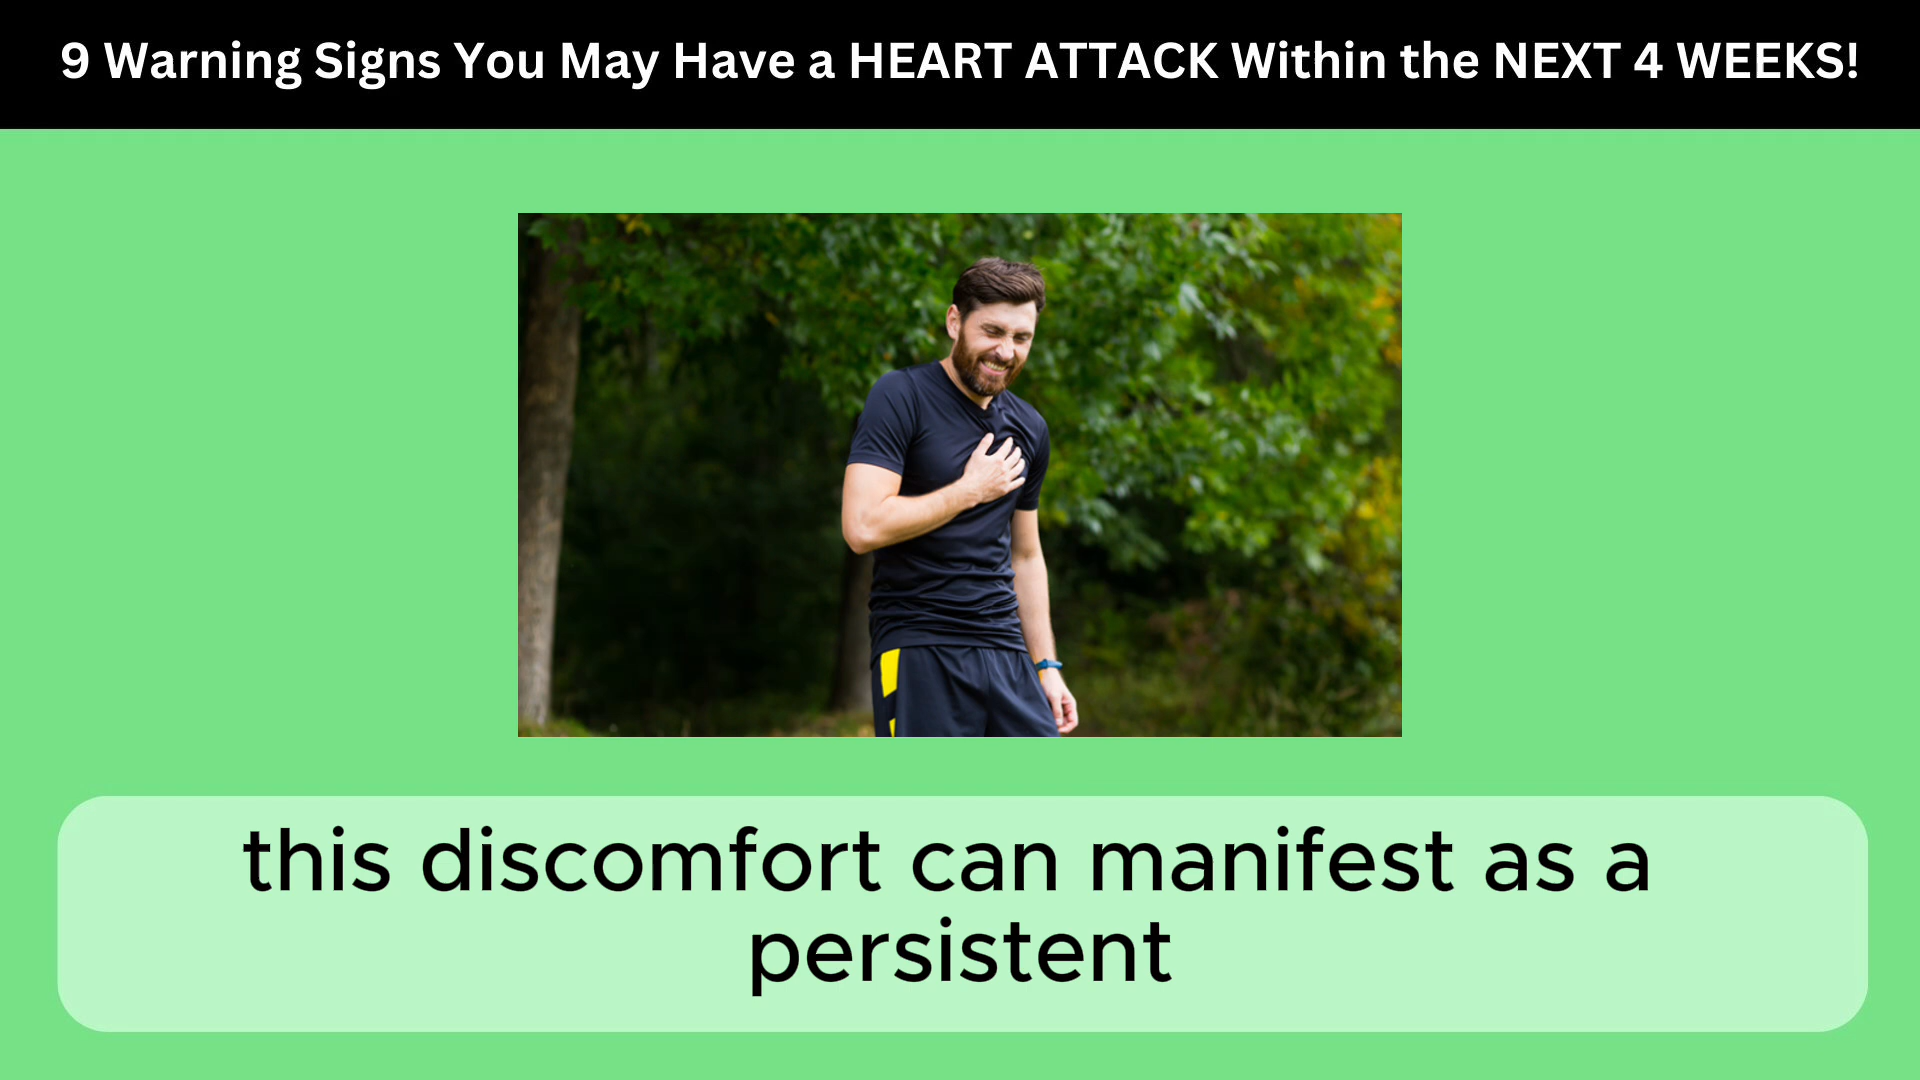 9 Warning Signs You May Have a HEART ATTACK Within the NEXT 4 WEEKS!
this discomfort can manifest as a
persistent